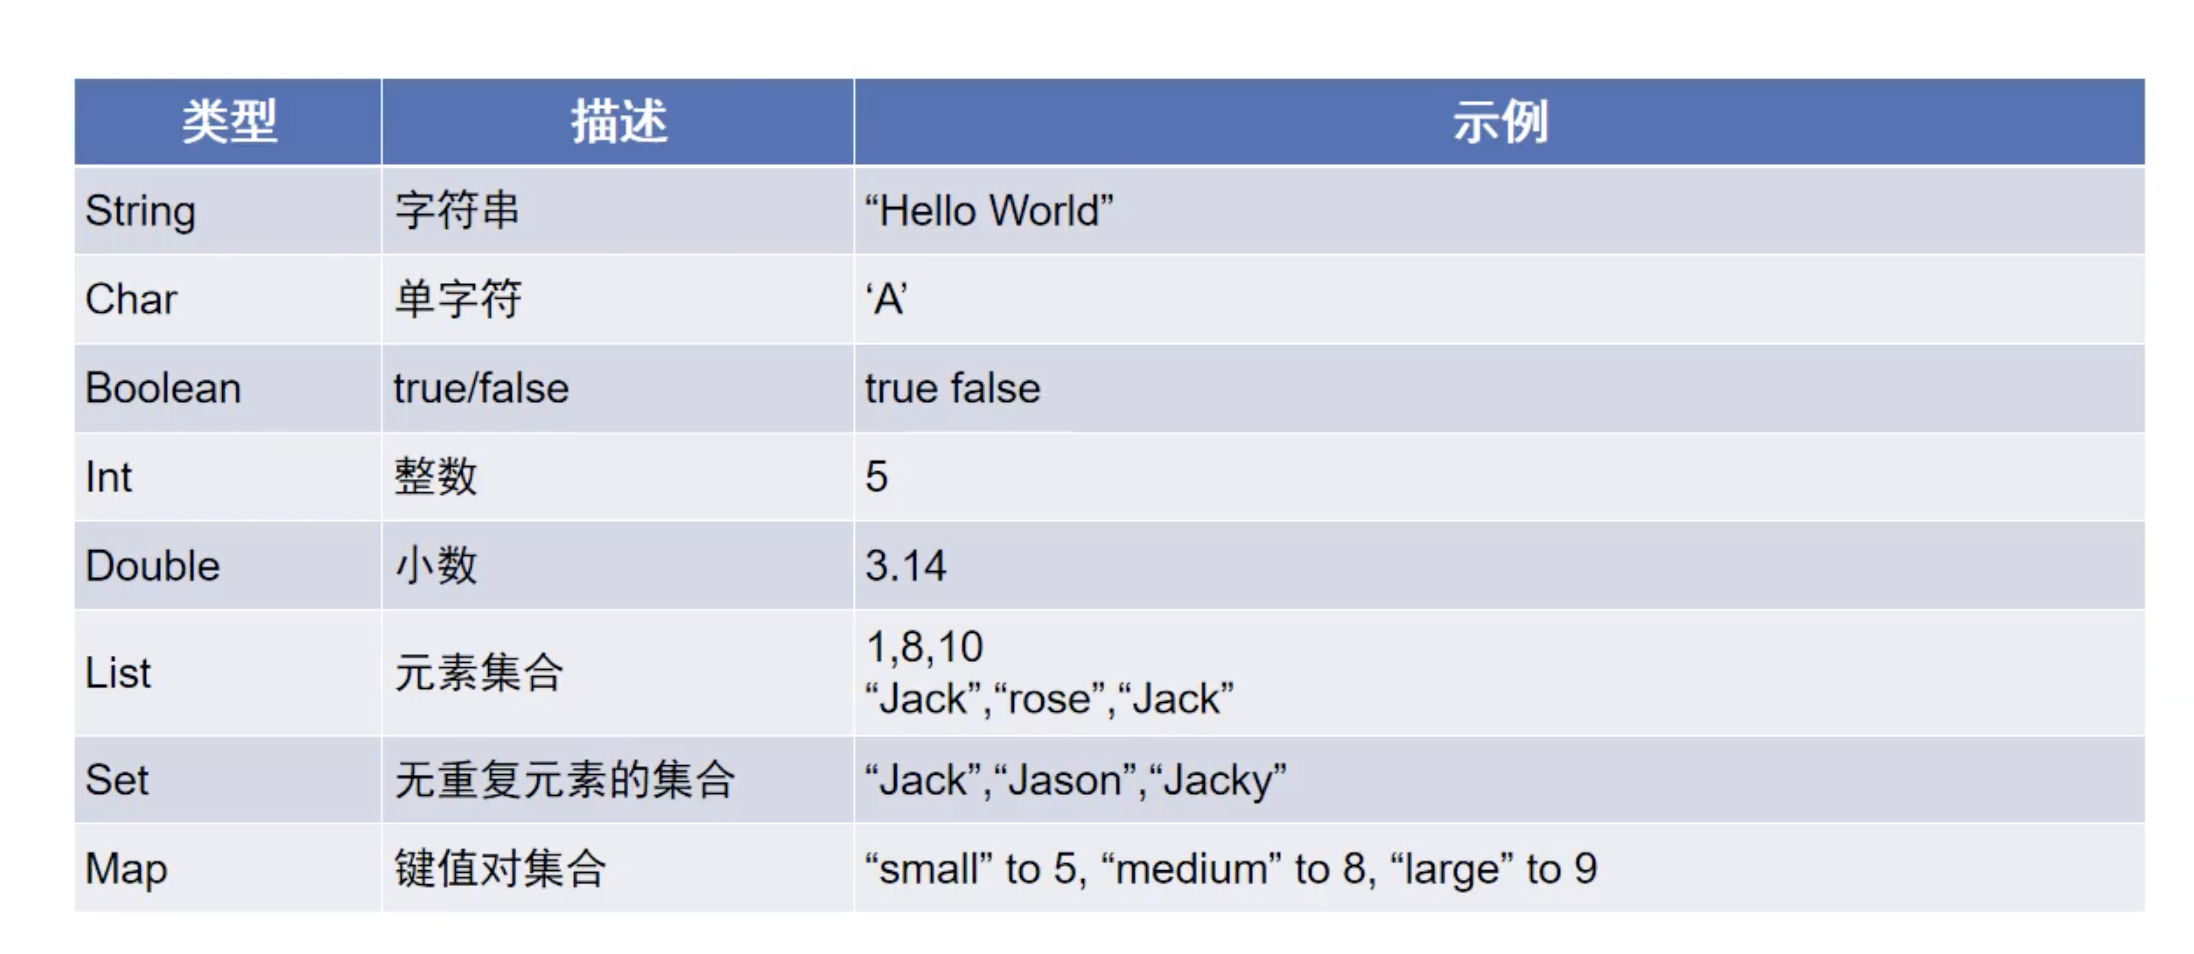 类型 描述 示例
String 字符串 “Hello World”
Char 单字符 ‘A’
Boolean true/false true false
Int 整数 5
Double 小数 3.14
List 元素集合 1,8,10
“Jack”,“rose”,“Jack”
Set 无重复元素的集合 “Jack”,“Jason”,“Jacky”
Map 键值对集合 “small” to 5, “medium” to 8, “large” to 9